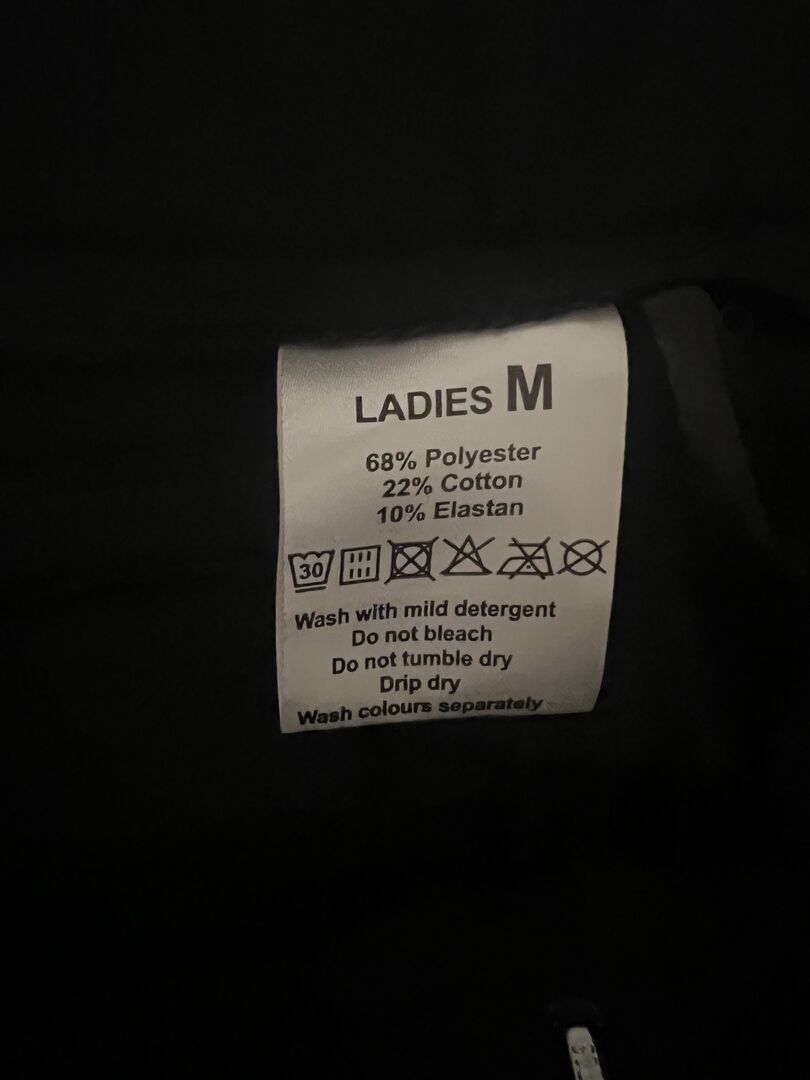 LADIES M
68% Polyester
22% Cotton
10% Elastan
30
Wash with mild detergent
Do not bleach
Do not tumble dry
Drip dry
Wash colours separately